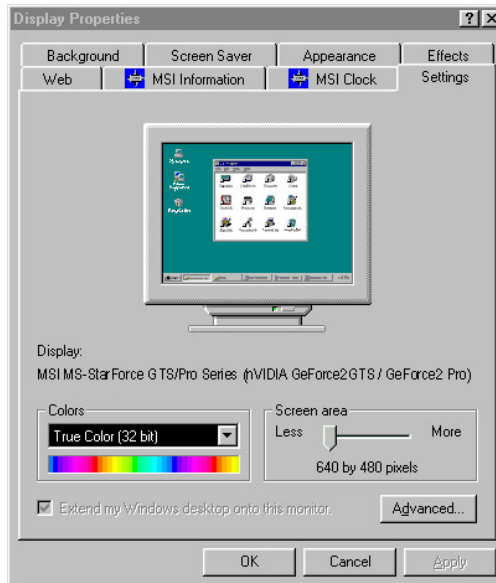 Display Properties
Background Screen Saver Appearance Effects
Web MSI Information MSI Clock Settings
Display:
MSI MS-StarForce GTS/Pro Series (nVIDIA GeForce2GTS / GeForce2 Pro)
Colors Screen area
True Color (32 bit) Less More
640 by 480 pixels
Extend my Windows desktop onto this monitor.
Advanced...
OK Cancel Apply